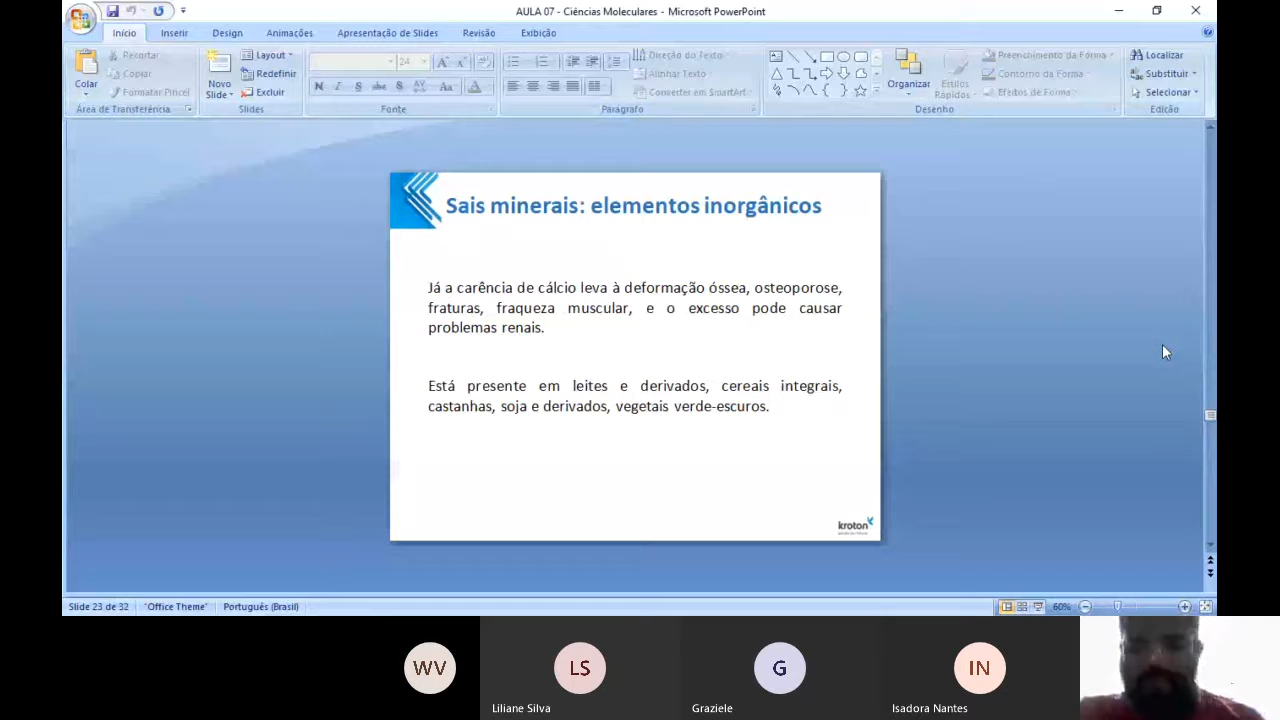 AULA 07 - Ciências Moleculares - Microsoft PowerPoint
Início Inserir Design Animações Apresentação de Slides Revisão Exibição
Colar
Recortar
Copiar
Formatar Pincel
Área de Transferência
Novo
Slide
Layout
Redefinir
Excluir
Slides
24
N I S abc AV Aa A
Fonte
Direção do Texto
Alinhar Texto
Converter em SmartArt
Parágrafo
Organizar
Estilos
Rápidos
Preenchimento da Forma
Contorno da Forma
Efeitos de Forma
Desenho
Localizar
Substituir
Selecionar
Edição
Sais minerais: elementos inorgânicos
Já a carência de cálcio leva à deformação óssea, osteoporose,
fraturas, fraqueza muscular, e o excesso pode causar
problemas renais.
Está presente em leites e derivados, cereais integrais,
castanhas, soja e derivados, vegetais verde-escuros.
kroton
Slide 23 de 32 "Office Theme" Português (Brasil) 60%
WV LS G IN
Liliane Silva Graziele Isadora Nantes